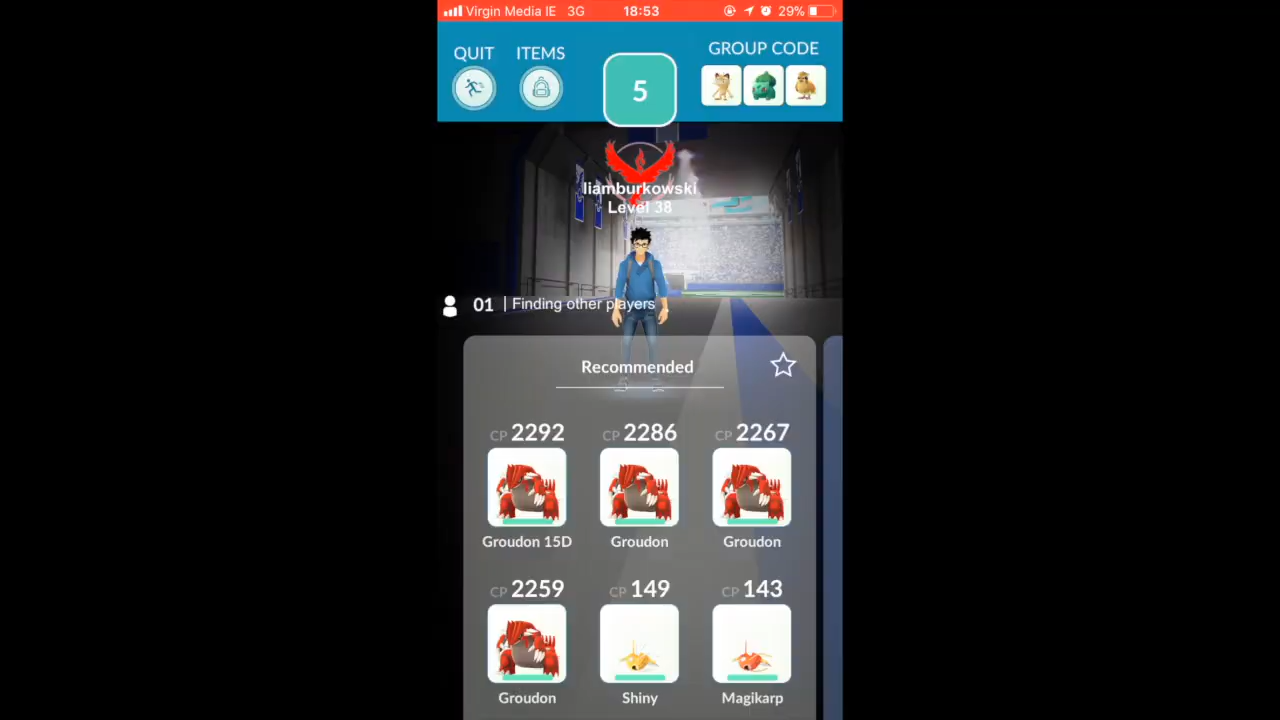 Virgin Media IE 3G 18:53 29%
QUIT ITEMS GROUP CODE
5
liamburkowski
Level 38
01 | Finding other players
Recommended
CP 2292 CP 2286 CP 2267
Groudon 15D Groudon Groudon
CP 2259 CP 149 CP 143
Groudon Shiny Magikarp